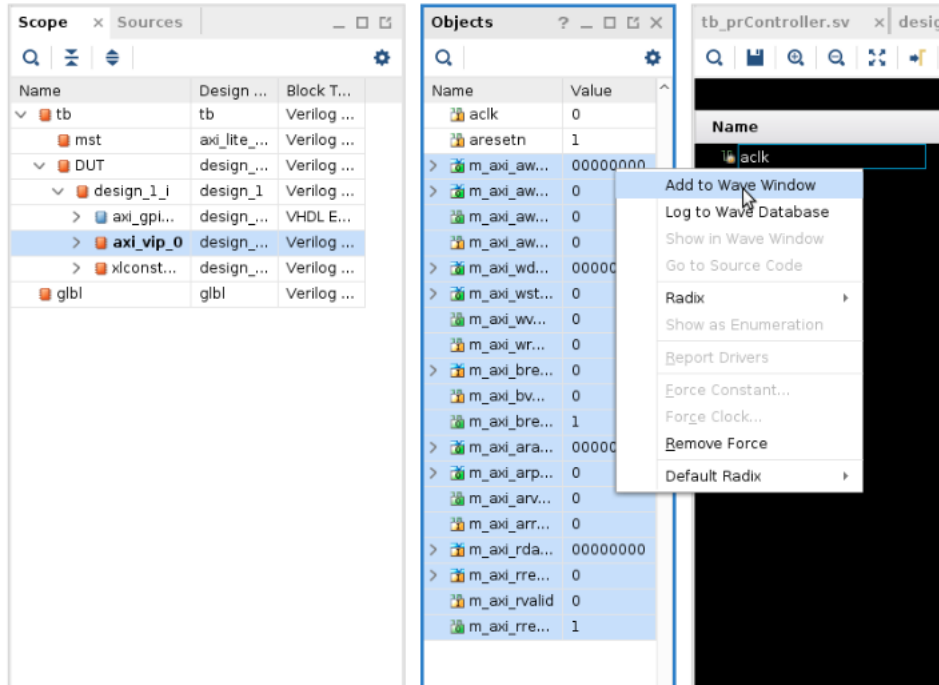 Scope × Sources
Name Design ... Block T...
tb tb Verilog ...
mst axi_lite_... Verilog ...
DUT design_... Verilog ...
design_1_i design_1 Verilog ...
axi_gpi... design_... VHDL E...
axi_vip_0 design_... Verilog ...
xlconst... design_... Verilog ...
glbl glbl Verilog ...
Objects ? _ □ ×
Name Value
aclk 0
aresetn 1
m_axi_aw... 00000000
m_axi_aw... 0
m_axi_aw... 0
m_axi_aw... 0
m_axi_wd... 00000
m_axi_wst... 0
m_axi_wv... 0
m_axi_wr... 0
m_axi_bre... 0
m_axi_bv... 0
m_axi_bre... 1
m_axi_ara... 00000
m_axi_arp... 0
m_axi_arv... 0
m_axi_arr... 0
m_axi_rda... 00000000
m_axi_rre... 0
m_axi_rvalid 0
m_axi_rre... 1
tb_prController.sv × desig
Name
aclk
Add to Wave Window
Log to Wave Database
Show in Wave Window
Go to Source Code
Radix
Show as Enumeration
Report Drivers
Force Constant...
Force Clock...
Remove Force
Default Radix